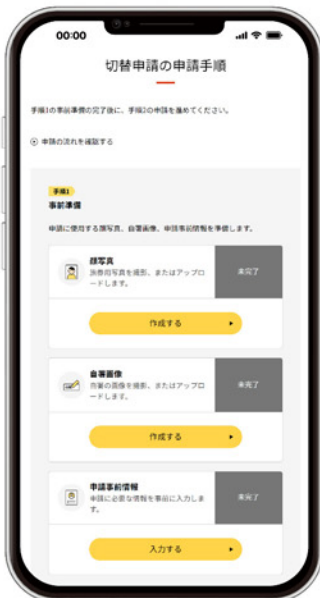 00:00
切替申請の申請手順
手順1の事前準備の完了後に、手順2の申請を進めてください。
申請の流れを確認する
手順1
事前準備
申請に使用する顔写真、自署画像、申請事前情報を準備します。
顔写真
旅券用写真を撮影、またはアップロ
ードします。
未完了
作成する
自署画像
自署の画像を撮影、またはアップロ
ードします。
未完了
作成する
申請事前情報
申請に必要な情報を事前に入力しま
す。
未完了
入力する